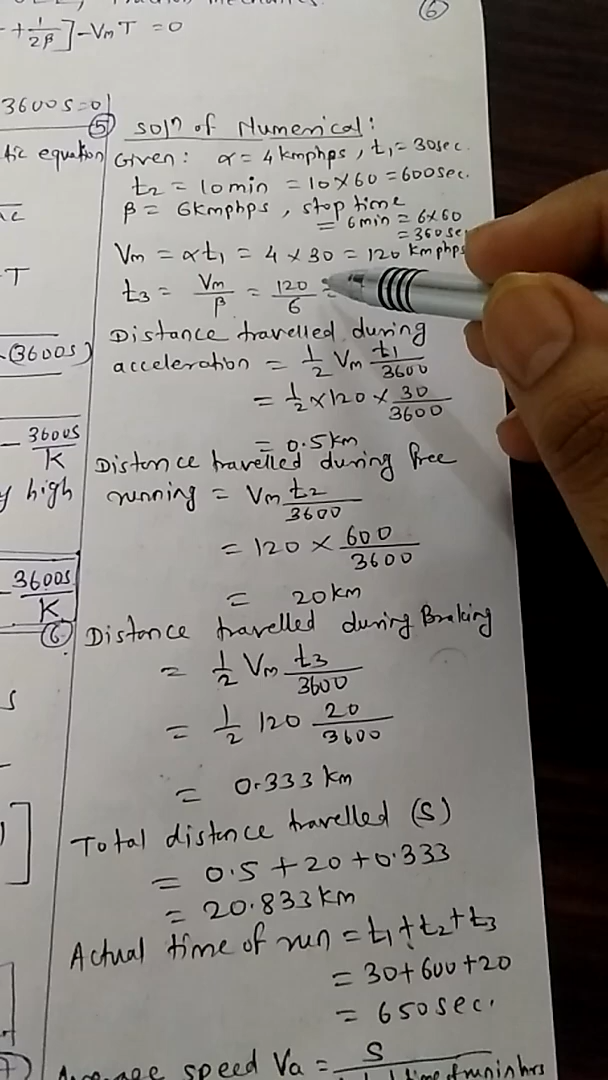 (6)
+ 1/2β] - VmT = 0
3600s = 0
tic equation
- T
- (3600s)
- 3600s/K
y high
- 3600s/K
(5) Soln of Numerical:
Given: α = 4 kmphps, t1 = 30sec.
t2 = 10min = 10×60 = 600sec.
β = 6kmphps, stop time
= 6min = 6×60
= 360se
Vm = αt1 = 4 × 30 = 120 kmphps
t3 = Vm/β = 120/6 =
Distance travelled during
acceleration = 1/2 Vm t1/3600
= 1/2 × 120 × 30/3600
= 0.5km
Distance travelled during free
running = Vm t2/3600
= 120 × 600/3600
= 20km
(6) Distance travelled during Braking
= 1/2 Vm t3/3600
= 1/2 120 20/3600
= 0.333 km
Total distance travelled (S)
= 0.5 + 20 + 0.333
= 20.833 km
Actual time of run = t1 + t2 + t3
= 30 + 600 + 20
= 650sec.
speed Va = S